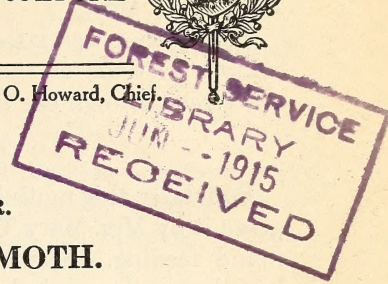 O. Howard, Chief.
FOREST SERVICE
LIBRARY
JUN -- 1915
RECEIVED
R.
MOTH.